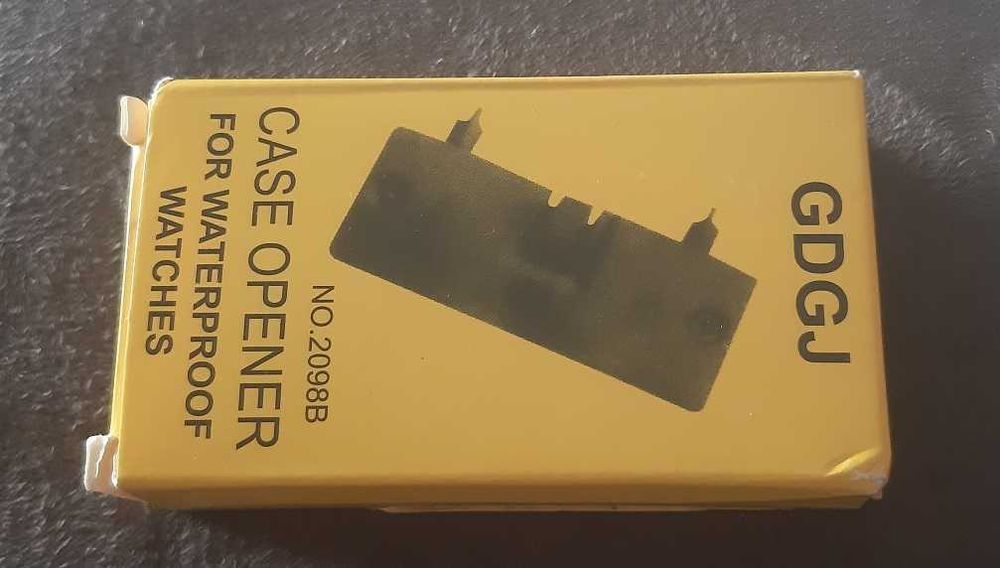 GDGJ
NO.2098B
CASE OPENER
FOR WATERPROOF
WATCHES